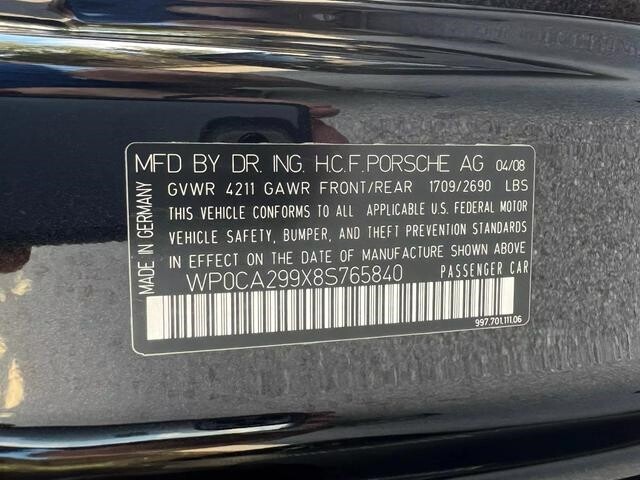 MFD BY DR. ING. H.C.F. PORSCHE AG 04/08
GVWR 4211 GAWR FRONT/REAR 1709/2690 LBS
THIS VEHICLE CONFORMS TO ALL APPLICABLE U.S. FEDERAL MOTOR
VEHICLE SAFETY, BUMPER, AND THEFT PREVENTION STANDARDS
IN EFFECT ON THE DATE OF MANUFACTURE SHOWN ABOVE
WP0CA299X8S765840 PASSENGER CAR
997.701.111.06
MADE IN GERMANY